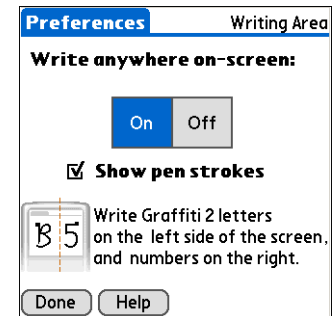 Preferences Writing Area
Write anywhere on-screen:
On Off
Show pen strokes
B 5
Write Graffiti 2 letters
on the left side of the screen,
and numbers on the right.
Done Help